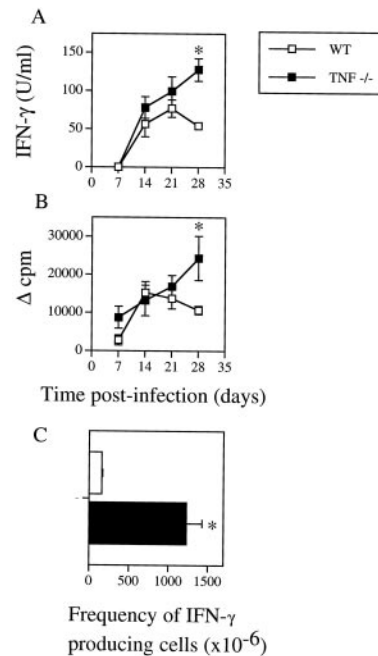 A
WT
TNF -/-
IFN-γ (U/ml)
150
100
50
0
*
0 7 14 21 28 35
B
Δ cpm
30000
20000
10000
0
*
0 7 14 21 28 35
Time post-infection (days)
C
*
0 500 1000 1500
Frequency of IFN-γ
producing cells (x10-6)